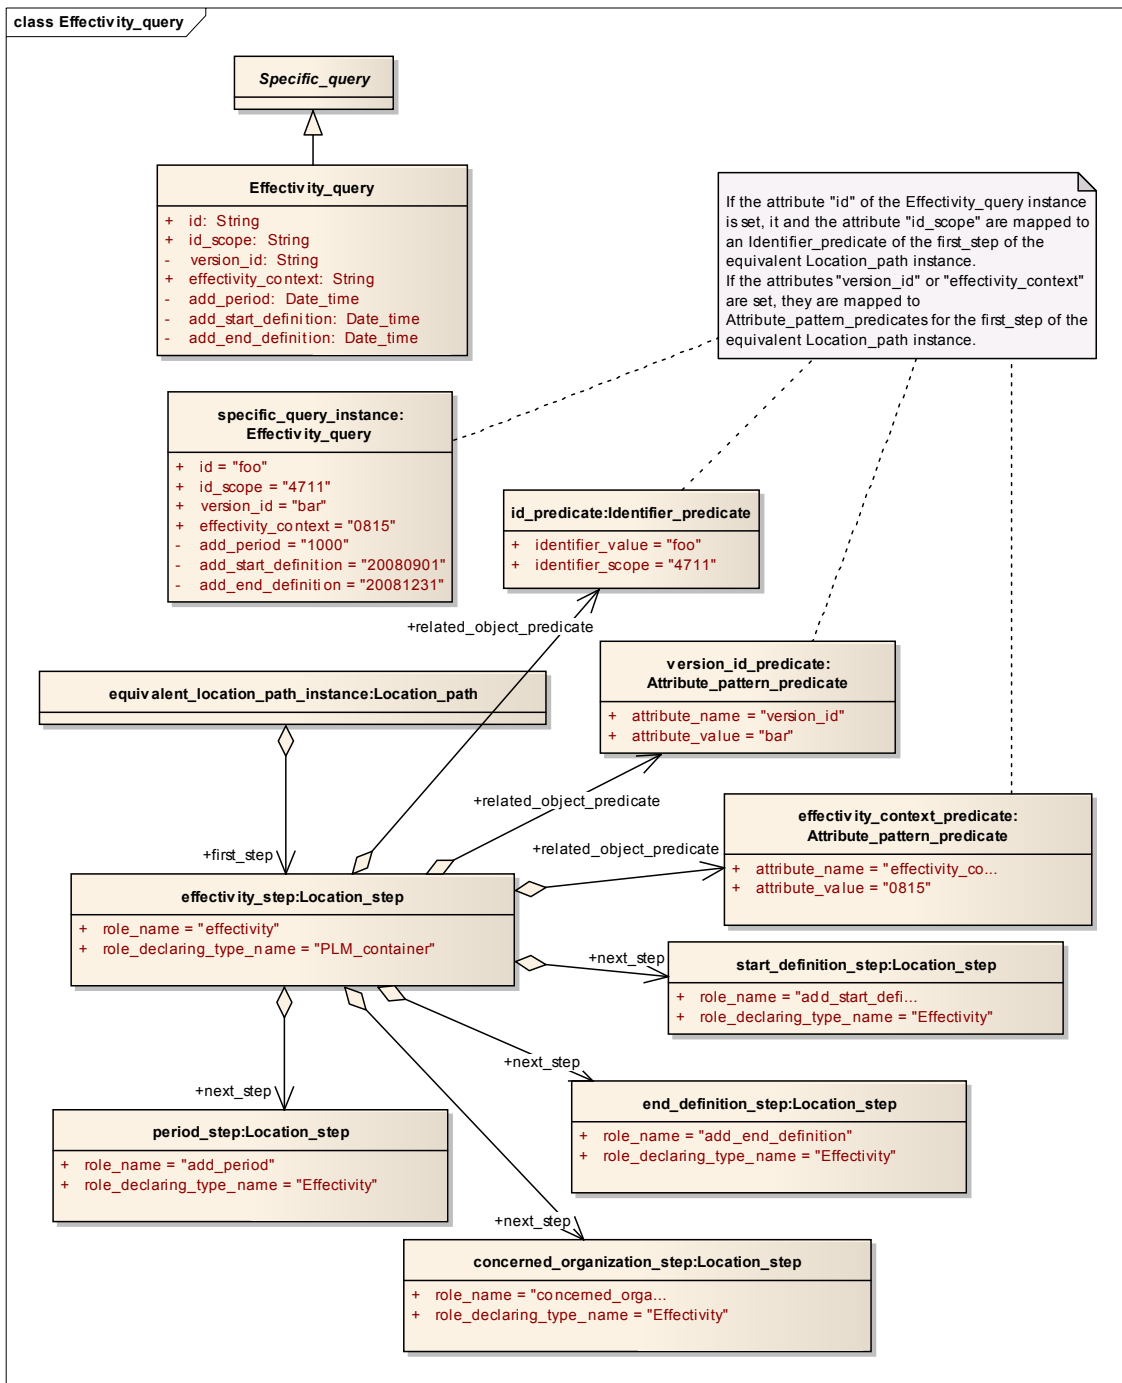 class Effectivity_query
Specific_query
Effectivity_query
+ id: String
+ id_scope: String
- version_id: String
+ effectivity_context: String
- add_period: Date_time
- add_start_definition: Date_time
- add_end_definition: Date_time
If the attribute "id" of the Effectivity_query instance
is set, it and the attribute "id_scope" are mapped to
an Identifier_predicate of the first_step of the
equivalent Location_path instance.
If the attributes "version_id" or "effectivity_context"
are set, they are mapped to
Attribute_pattern_predicates for the first_step of the
equivalent Location_path instance.
specific_query_instance:
Effectivity_query
+ id = "foo"
+ id_scope = "4711"
+ version_id = "bar"
+ effectivity_context = "0815"
- add_period = "1000"
- add_start_definition = "20080901"
- add_end_definition = "20081231"
id_predicate:Identifier_predicate
+ identifier_value = "foo"
+ identifier_scope = "4711"
+related_object_predicate
version_id_predicate:
Attribute_pattern_predicate
+ attribute_name = "version_id"
+ attribute_value = "bar"
equivalent_location_path_instance:Location_path
+related_object_predicate
effectivity_context_predicate:
Attribute_pattern_predicate
+ attribute_name = "effectivity_co...
+ attribute_value = "0815"
+related_object_predicate
+first_step
effectivity_step:Location_step
+ role_name = "effectivity"
+ role_declaring_type_name = "PLM_container"
+next_step
start_definition_step:Location_step
+ role_name = "add_start_defi...
+ role_declaring_type_name = "Effectivity"
+next_step
end_definition_step:Location_step
+ role_name = "add_end_definition"
+ role_declaring_type_name = "Effectivity"
+next_step
period_step:Location_step
+ role_name = "add_period"
+ role_declaring_type_name = "Effectivity"
+next_step
concerned_organization_step:Location_step
+ role_name = "concerned_orga...
+ role_declaring_type_name = "Effectivity"